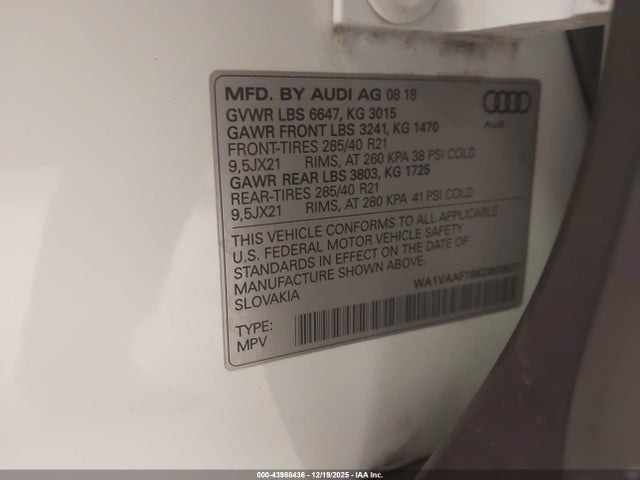 MFD. BY AUDI AG 08 18
GVWR LBS 6647, KG 3015
GAWR FRONT LBS 3241, KG 1470
FRONT-TIRES 285/40 R21
9,5JX21 RIMS, AT 260 KPA 38 PSI COLD
GAWR REAR LBS 3803, KG 1725
REAR-TIRES 285/40 R21
9,5JX21 RIMS, AT 280 KPA 41 PSI COLD
THIS VEHICLE CONFORMS TO ALL APPLICABLE
U.S. FEDERAL MOTOR VEHICLE SAFETY
STANDARDS IN EFFECT ON THE DATE OF
MANUFACTURE SHOWN ABOVE.
SLOVAKIA
TYPE:
MPV
Audi
000-43988436 - 12/19/2025 - IAA Inc.